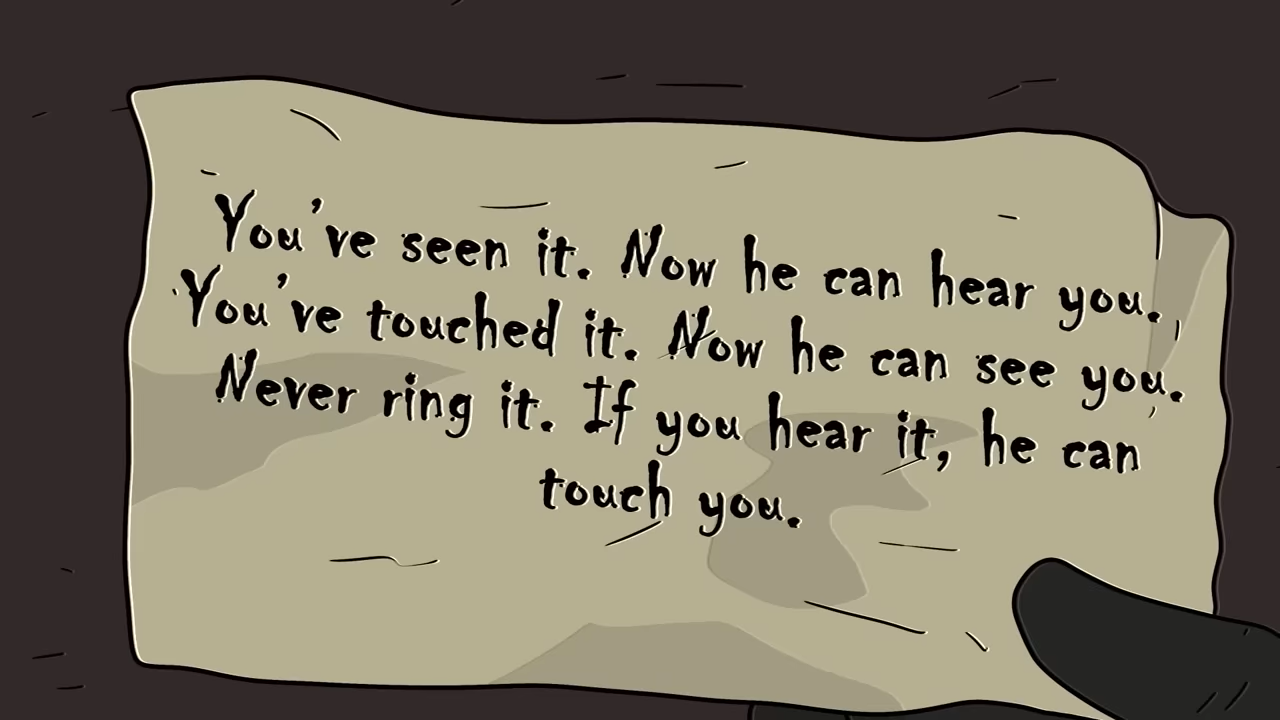 You've seen it. Now he can hear you.
You've touched it. Now he can see you.
Never ring it. If you hear it, he can
touch you.